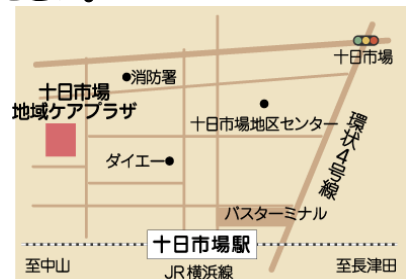 十日市場
消防署
十日市場
地域ケアプラザ
十日市場地区センター
環状4号線
ダイエー
バスターミナル
十日市場駅
至中山
JR横浜線
至長津田